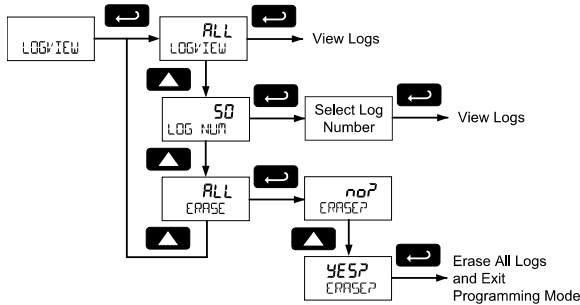 LOGVIEW
ALL
LOGVIEW
View Logs
50
LOG NUM
Select Log
Number
View Logs
ALL
ERASE
no?
ERASE?
YES?
ERASE?
Erase All Logs
and Exit
Programming Mode